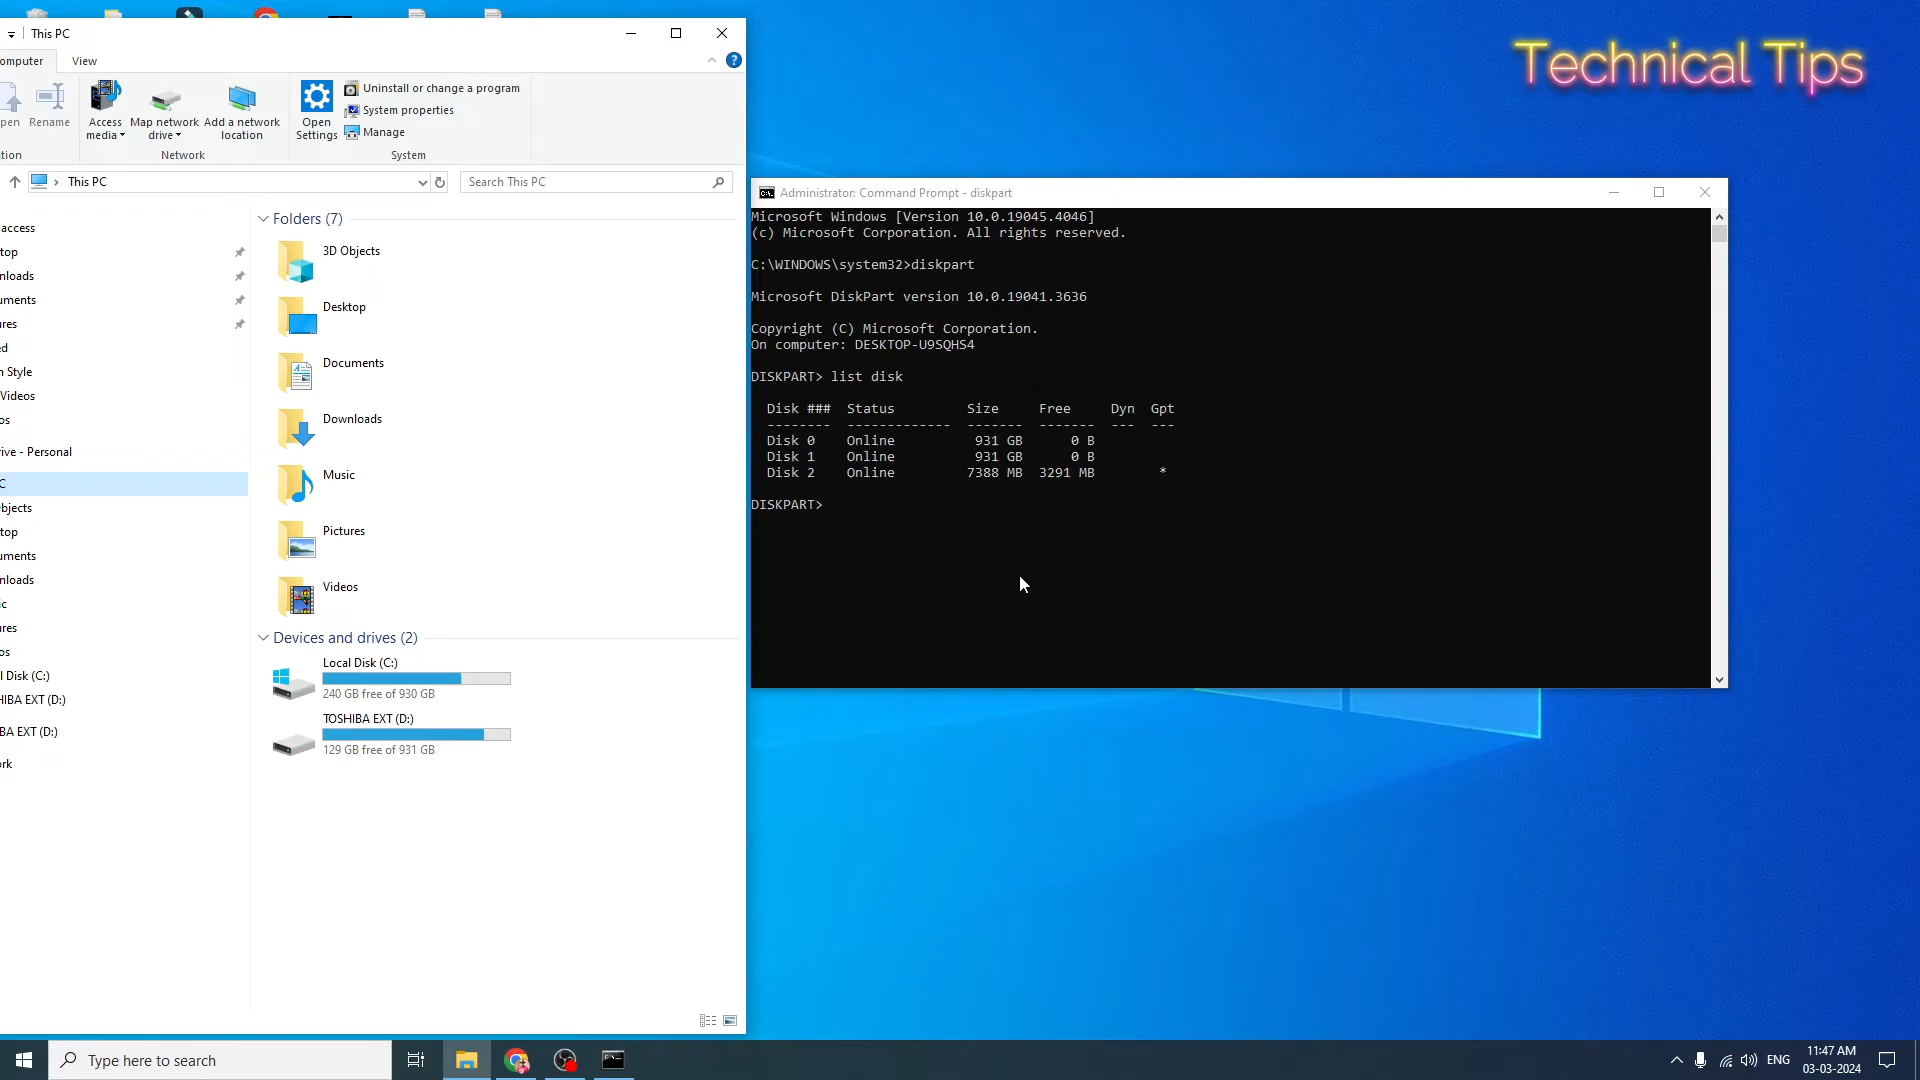 This PC
omputer
View
pen
Rename
Access
media
Map network
drive
Add a network
location
Open
Settings
Uninstall or change a program
System properties
Manage
tion
Network
System
This PC
Search This PC
access
top
nloads
uments
ures
ed
n Style
Videos
os
rive - Personal
C
bjects
top
uments
nloads
ic
ures
os
l Disk (C:)
HIBA EXT (D:)
BA EXT (D:)
ork
Folders (7)
3D Objects
Desktop
Documents
Downloads
Music
Pictures
Videos
Devices and drives (2)
Local Disk (C:)
240 GB free of 930 GB
TOSHIBA EXT (D:)
129 GB free of 931 GB
Technical Tips
Administrator: Command Prompt - diskpart
Microsoft Windows [Version 10.0.19045.4046]
(c) Microsoft Corporation. All rights reserved.
C:\WINDOWS\system32>diskpart
Microsoft DiskPart version 10.0.19041.3636
Copyright (C) Microsoft Corporation.
On computer: DESKTOP-U9SQHS4
DISKPART> list disk
Disk ### Status Size Free Dyn Gpt
-------- ------------- ------- ------- --- ---
Disk 0 Online 931 GB 0 B
Disk 1 Online 931 GB 0 B
Disk 2 Online 7388 MB 3291 MB *
DISKPART>
Type here to search
ENG
11:47 AM
03-03-2024